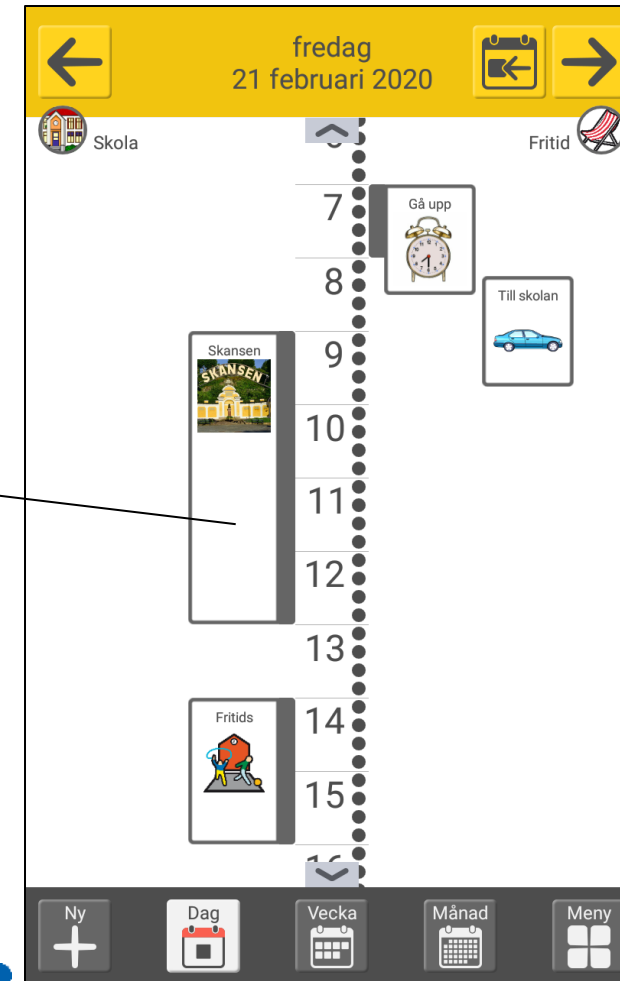 fredag
21 februari 2020
Skola
Fritid
7
Gå upp
8
Till skolan
Skansen
SKANSEN
9
10
11
12
13
Fritids
14
15
16
Ny
Dag
Vecka
Månad
Meny